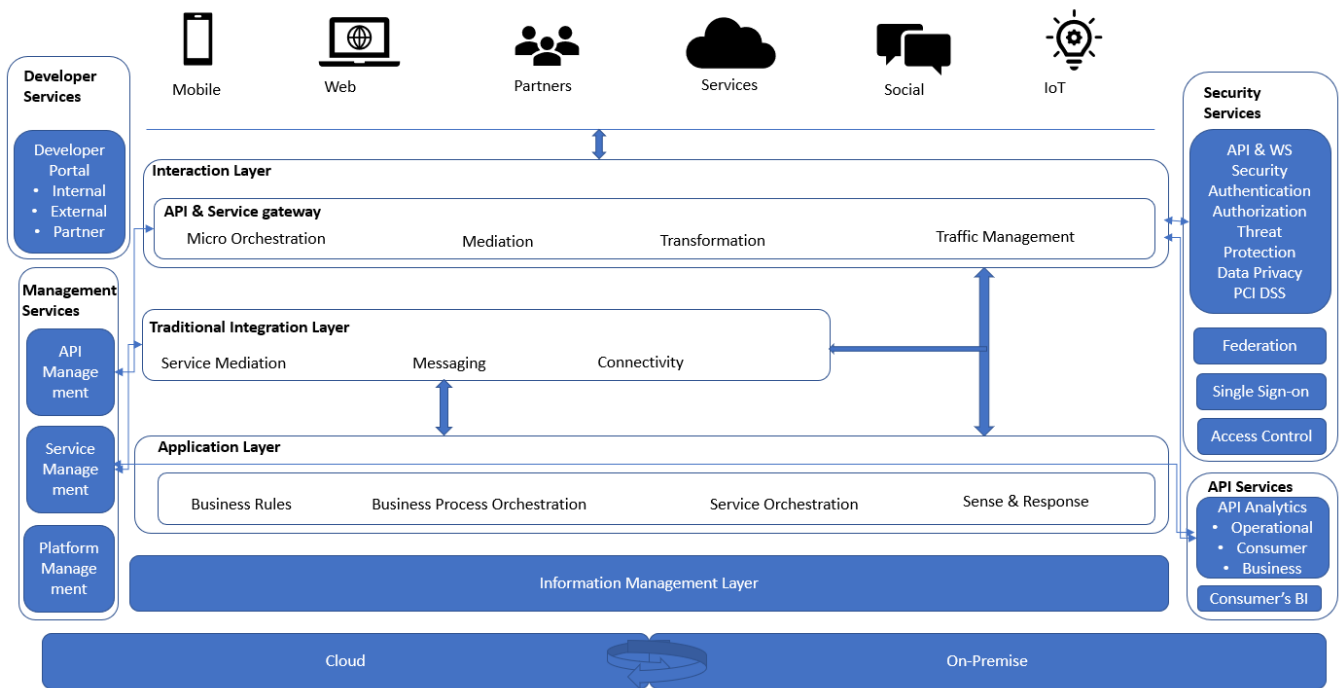 Mobile
Web
Partners
Services
Social
IoT
Developer
Services
Developer
Portal
• Internal
• External
• Partner
Management
Services
API
Manage
ment
Service
Manage
ment
Platform
Manage
ment
Interaction Layer
API & Service gateway
Micro Orchestration
Mediation
Transformation
Traffic Management
Traditional Integration Layer
Service Mediation
Messaging
Connectivity
Application Layer
Business Rules
Business Process Orchestration
Service Orchestration
Sense & Response
Information Management Layer
Security
Services
API & WS
Security
Authentication
Authorization
Threat
Protection
Data Privacy
PCI DSS
Federation
Single Sign-on
Access Control
API Services
API Analytics
• Operational
• Consumer
• Business
Consumer's BI
Cloud
On-Premise